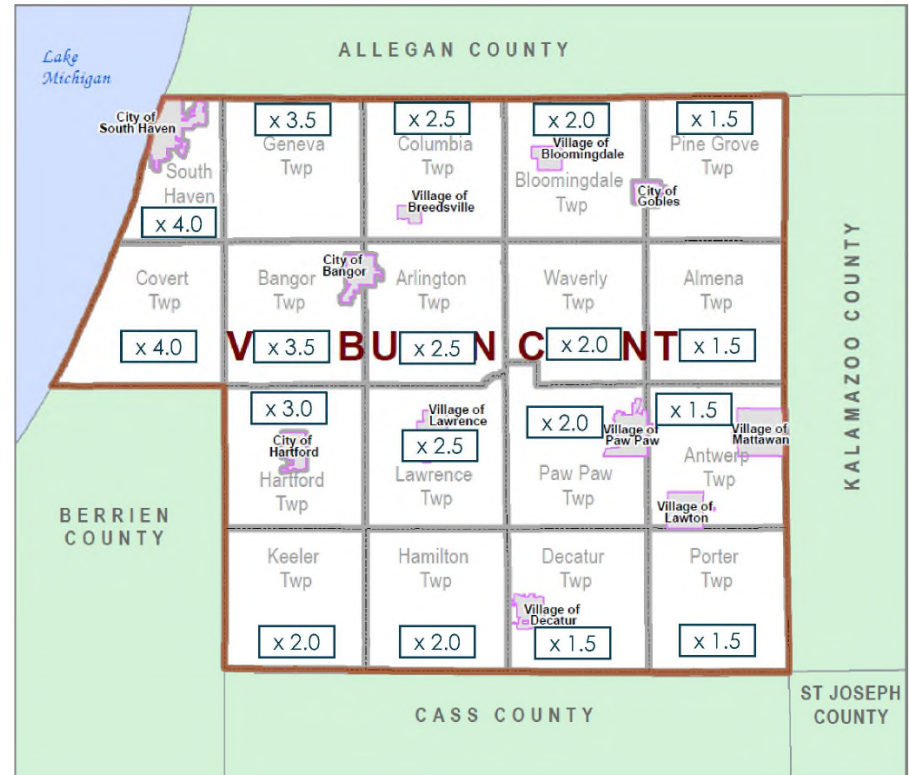 ALLEGAN COUNTY
Lake
Michigan
City of
South Haven
x 3.5
x 2.5
x 2.0
x 1.5
Geneva
Twp
Columbia
Twp
Village of
Bloomingdale
Pine Grove
Twp
South
Haven
Village of
Breedsville
Bloomingdale
Twp
City of
Gobles
x 4.0
Covert
Twp
Bangor
Twp
City of
Bangor
Arlington
Twp
Waverly
Twp
Almena
Twp
KALAMAZOO COUNTY
V BU N C NT
x 4.0
x 3.5
x 2.5
x 2.0
x 1.5
x 3.0
City of
Hartford
Hartford
Twp
Village of
Lawrence
x 2.5
Lawrence
Twp
x 2.0
Village of
Paw Paw
Paw Paw
Twp
x 1.5
Village of
Mattawan
Antwerp
Twp
Village of
Lawton
BERRIEN
COUNTY
Keeler
Twp
Hamilton
Twp
Decatur
Twp
Porter
Twp
Village of
Decatur
x 2.0
x 2.0
x 1.5
x 1.5
CASS COUNTY
ST JOSEPH
COUNTY